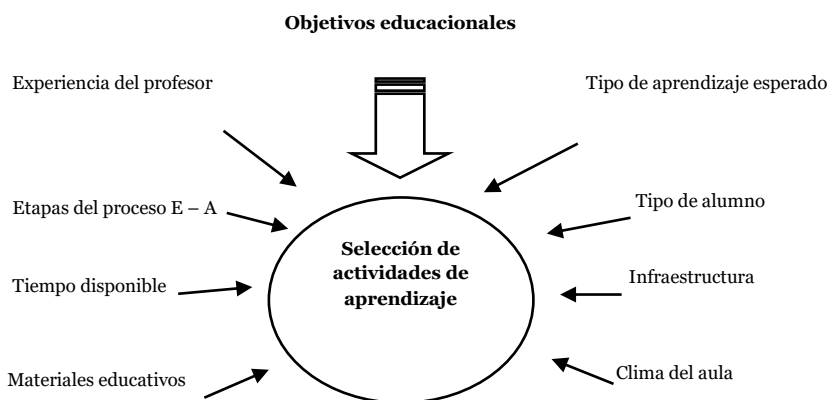 Objetivos educacionales
Experiencia del profesor
Tipo de aprendizaje esperado
Etapas del proceso E – A
Tipo de alumno
Selección de
actividades de
aprendizaje
Tiempo disponible
Infraestructura
Materiales educativos
Clima del aula